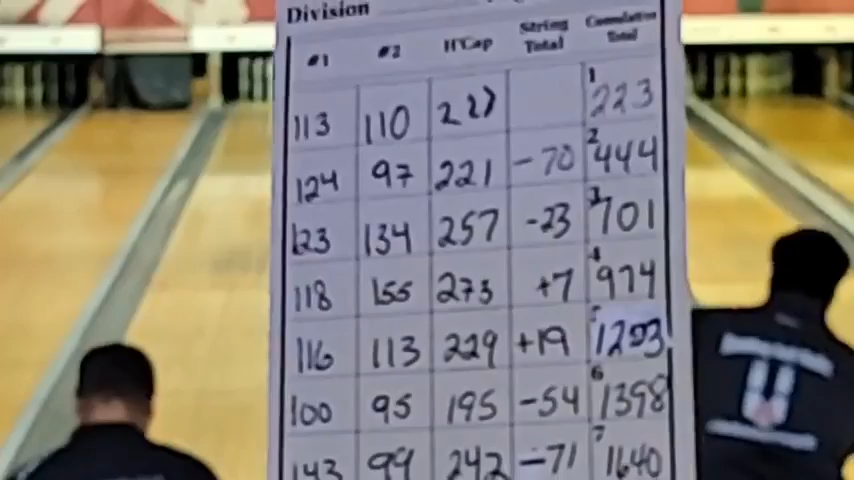 Division
#1 #2 H'Cap String Total Cumulative Total
113 110 223 1 223
124 97 221 -70 2 444
123 134 257 -23 3 701
118 155 273 +7 4 974
116 113 229 +19 5 1203
100 95 195 -54 6 1398
143 99 242 -71 7 1640